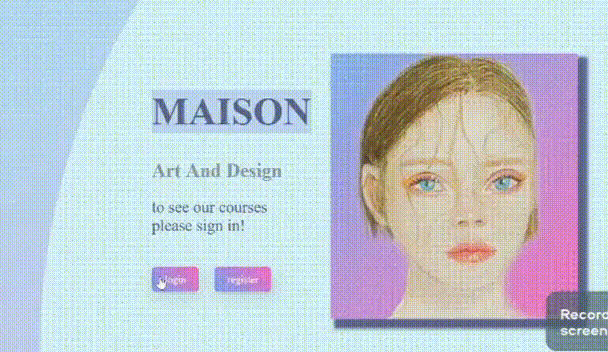 MAISON
Art And Design
to see our courses
please sign in!
login
register
Record
screen